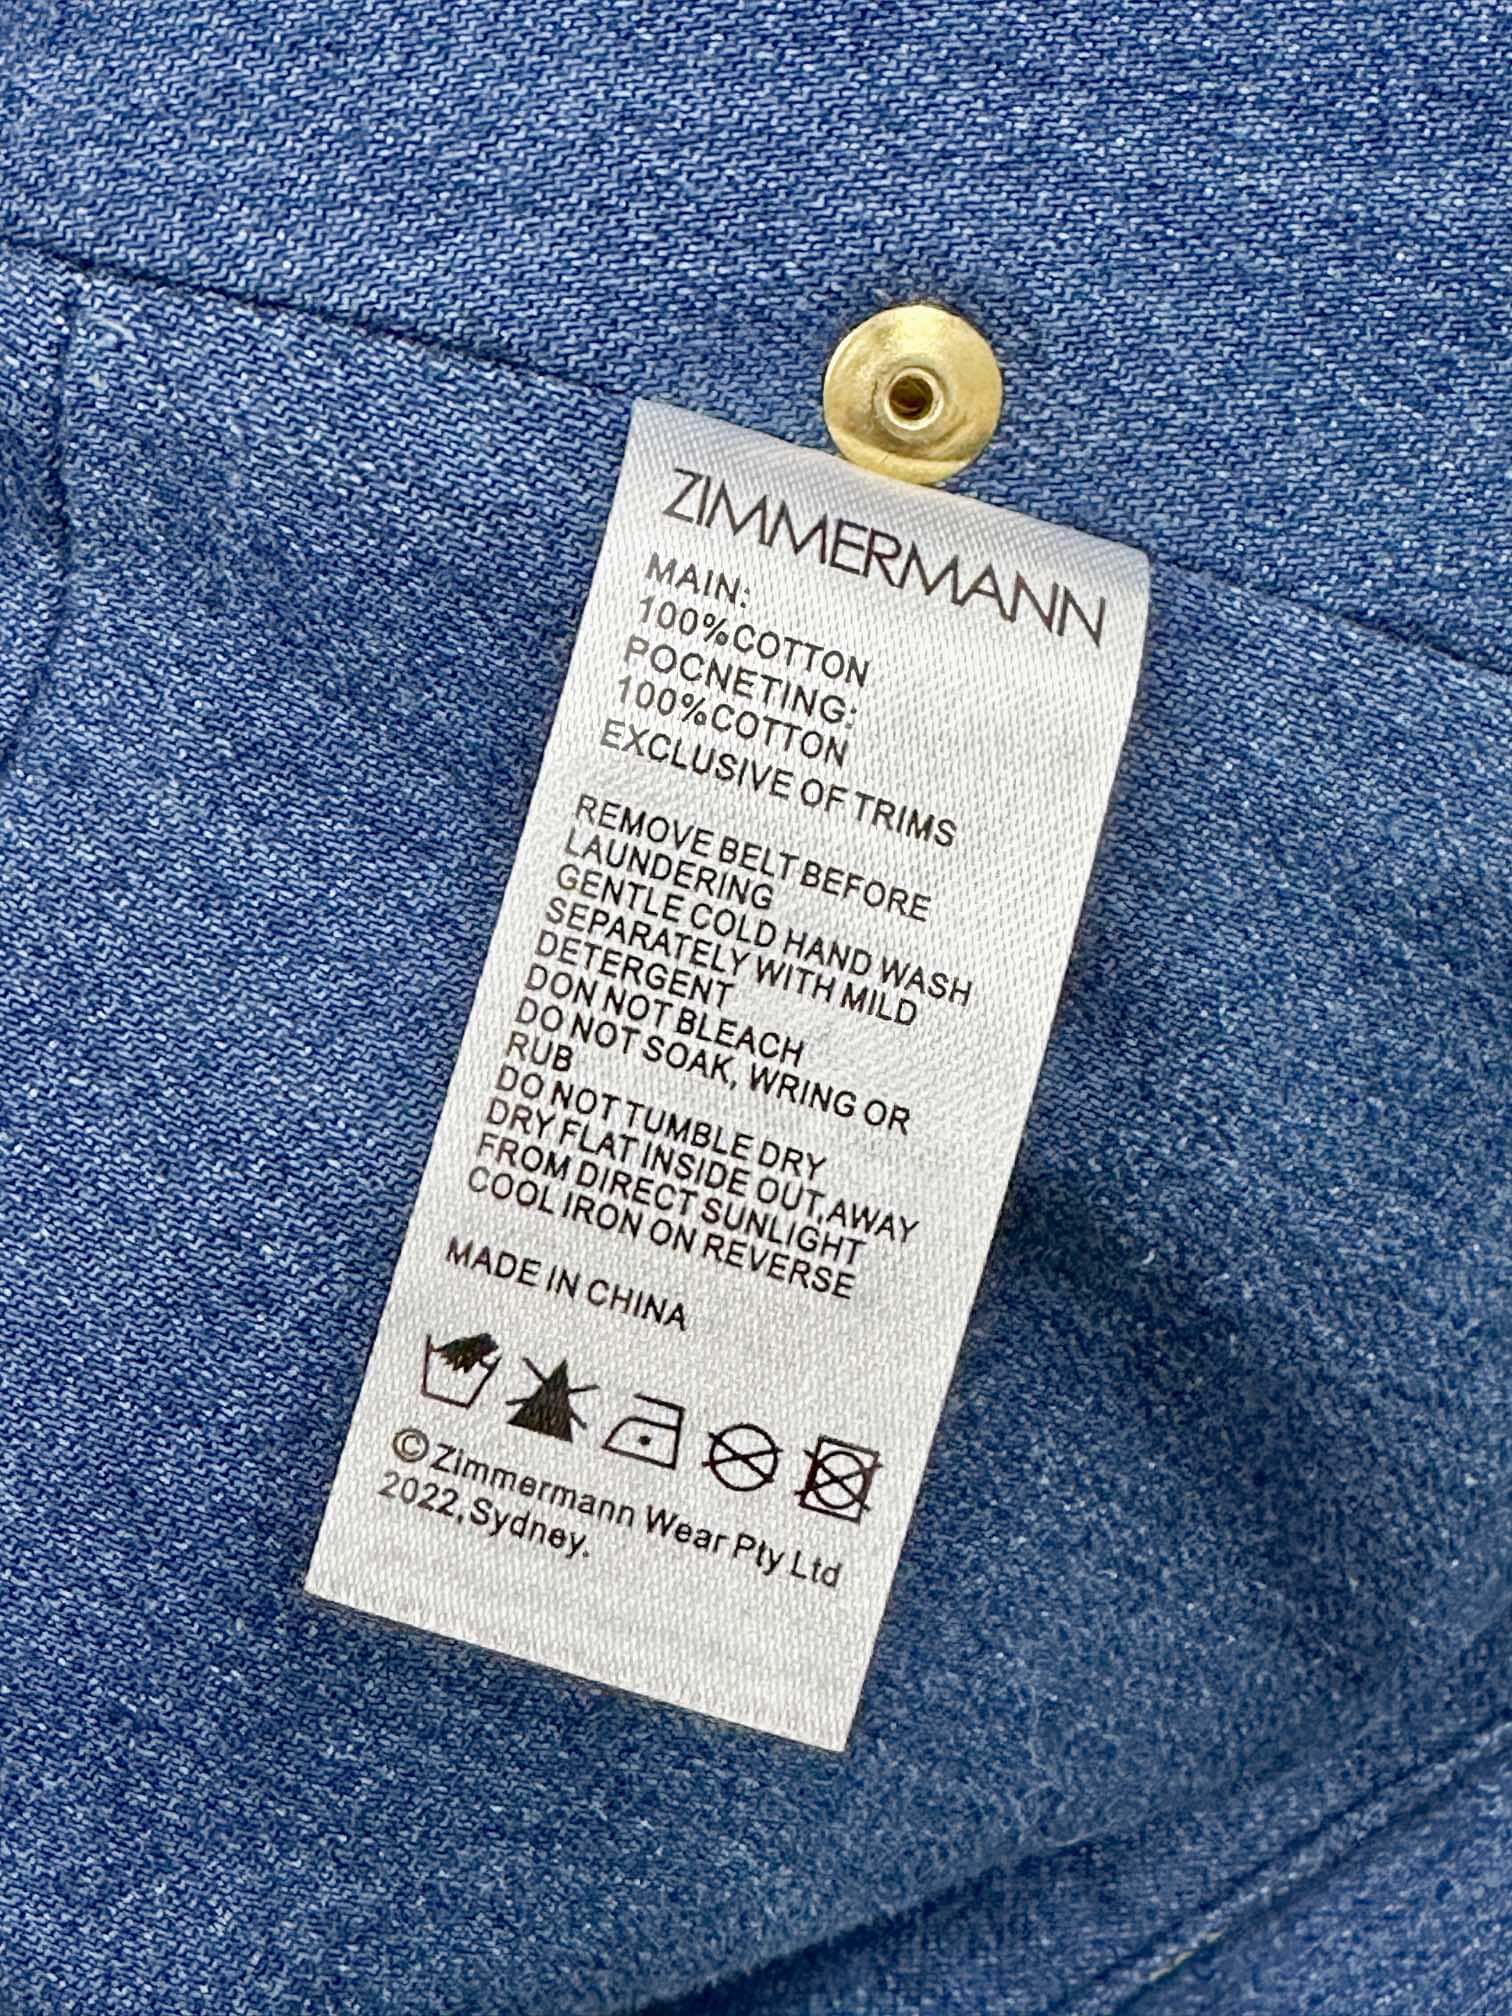 ZIMMERMANN
MAIN:
100%COTTON
POCNETING:
100%COTTON
EXCLUSIVE OF TRIMS
REMOVE BELT BEFORE
LAUNDERING
GENTLE COLD HAND WASH
SEPARATELY WITH MILD
DETERGENT
DON NOT BLEACH
DO NOT SOAK, WRING OR
RUB
DO NOT TUMBLE DRY
DRY FLAT INSIDE OUT,AWAY
FROM DIRECT SUNLIGHT
COOL IRON ON REVERSE
MADE IN CHINA
©Zimmermann Wear Pty Ltd
2022,Sydney.